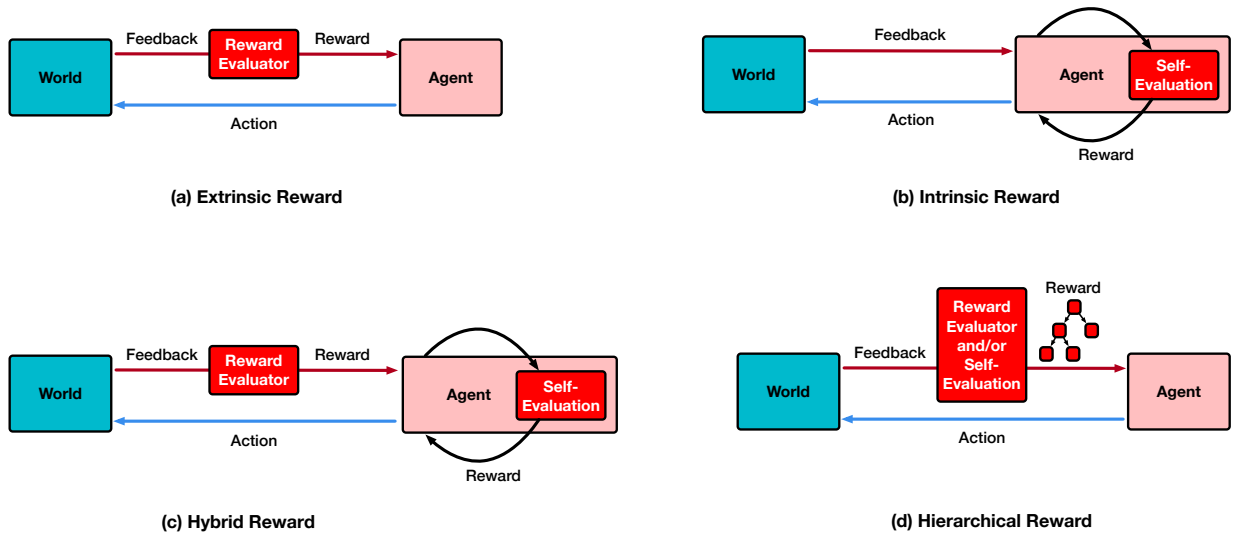 Feedback
Reward
Reward
Evaluator
World
Agent
Action
(a) Extrinsic Reward
Feedback
World
Agent
Self-
Evaluation
Action
Reward
(b) Intrinsic Reward
Feedback
Reward
Reward
Evaluator
World
Agent
Self-
Evaluation
Action
Reward
(c) Hybrid Reward
Reward
Feedback
Reward
Evaluator
and/or
Self-
Evaluation
World
Agent
Action
(d) Hierarchical Reward